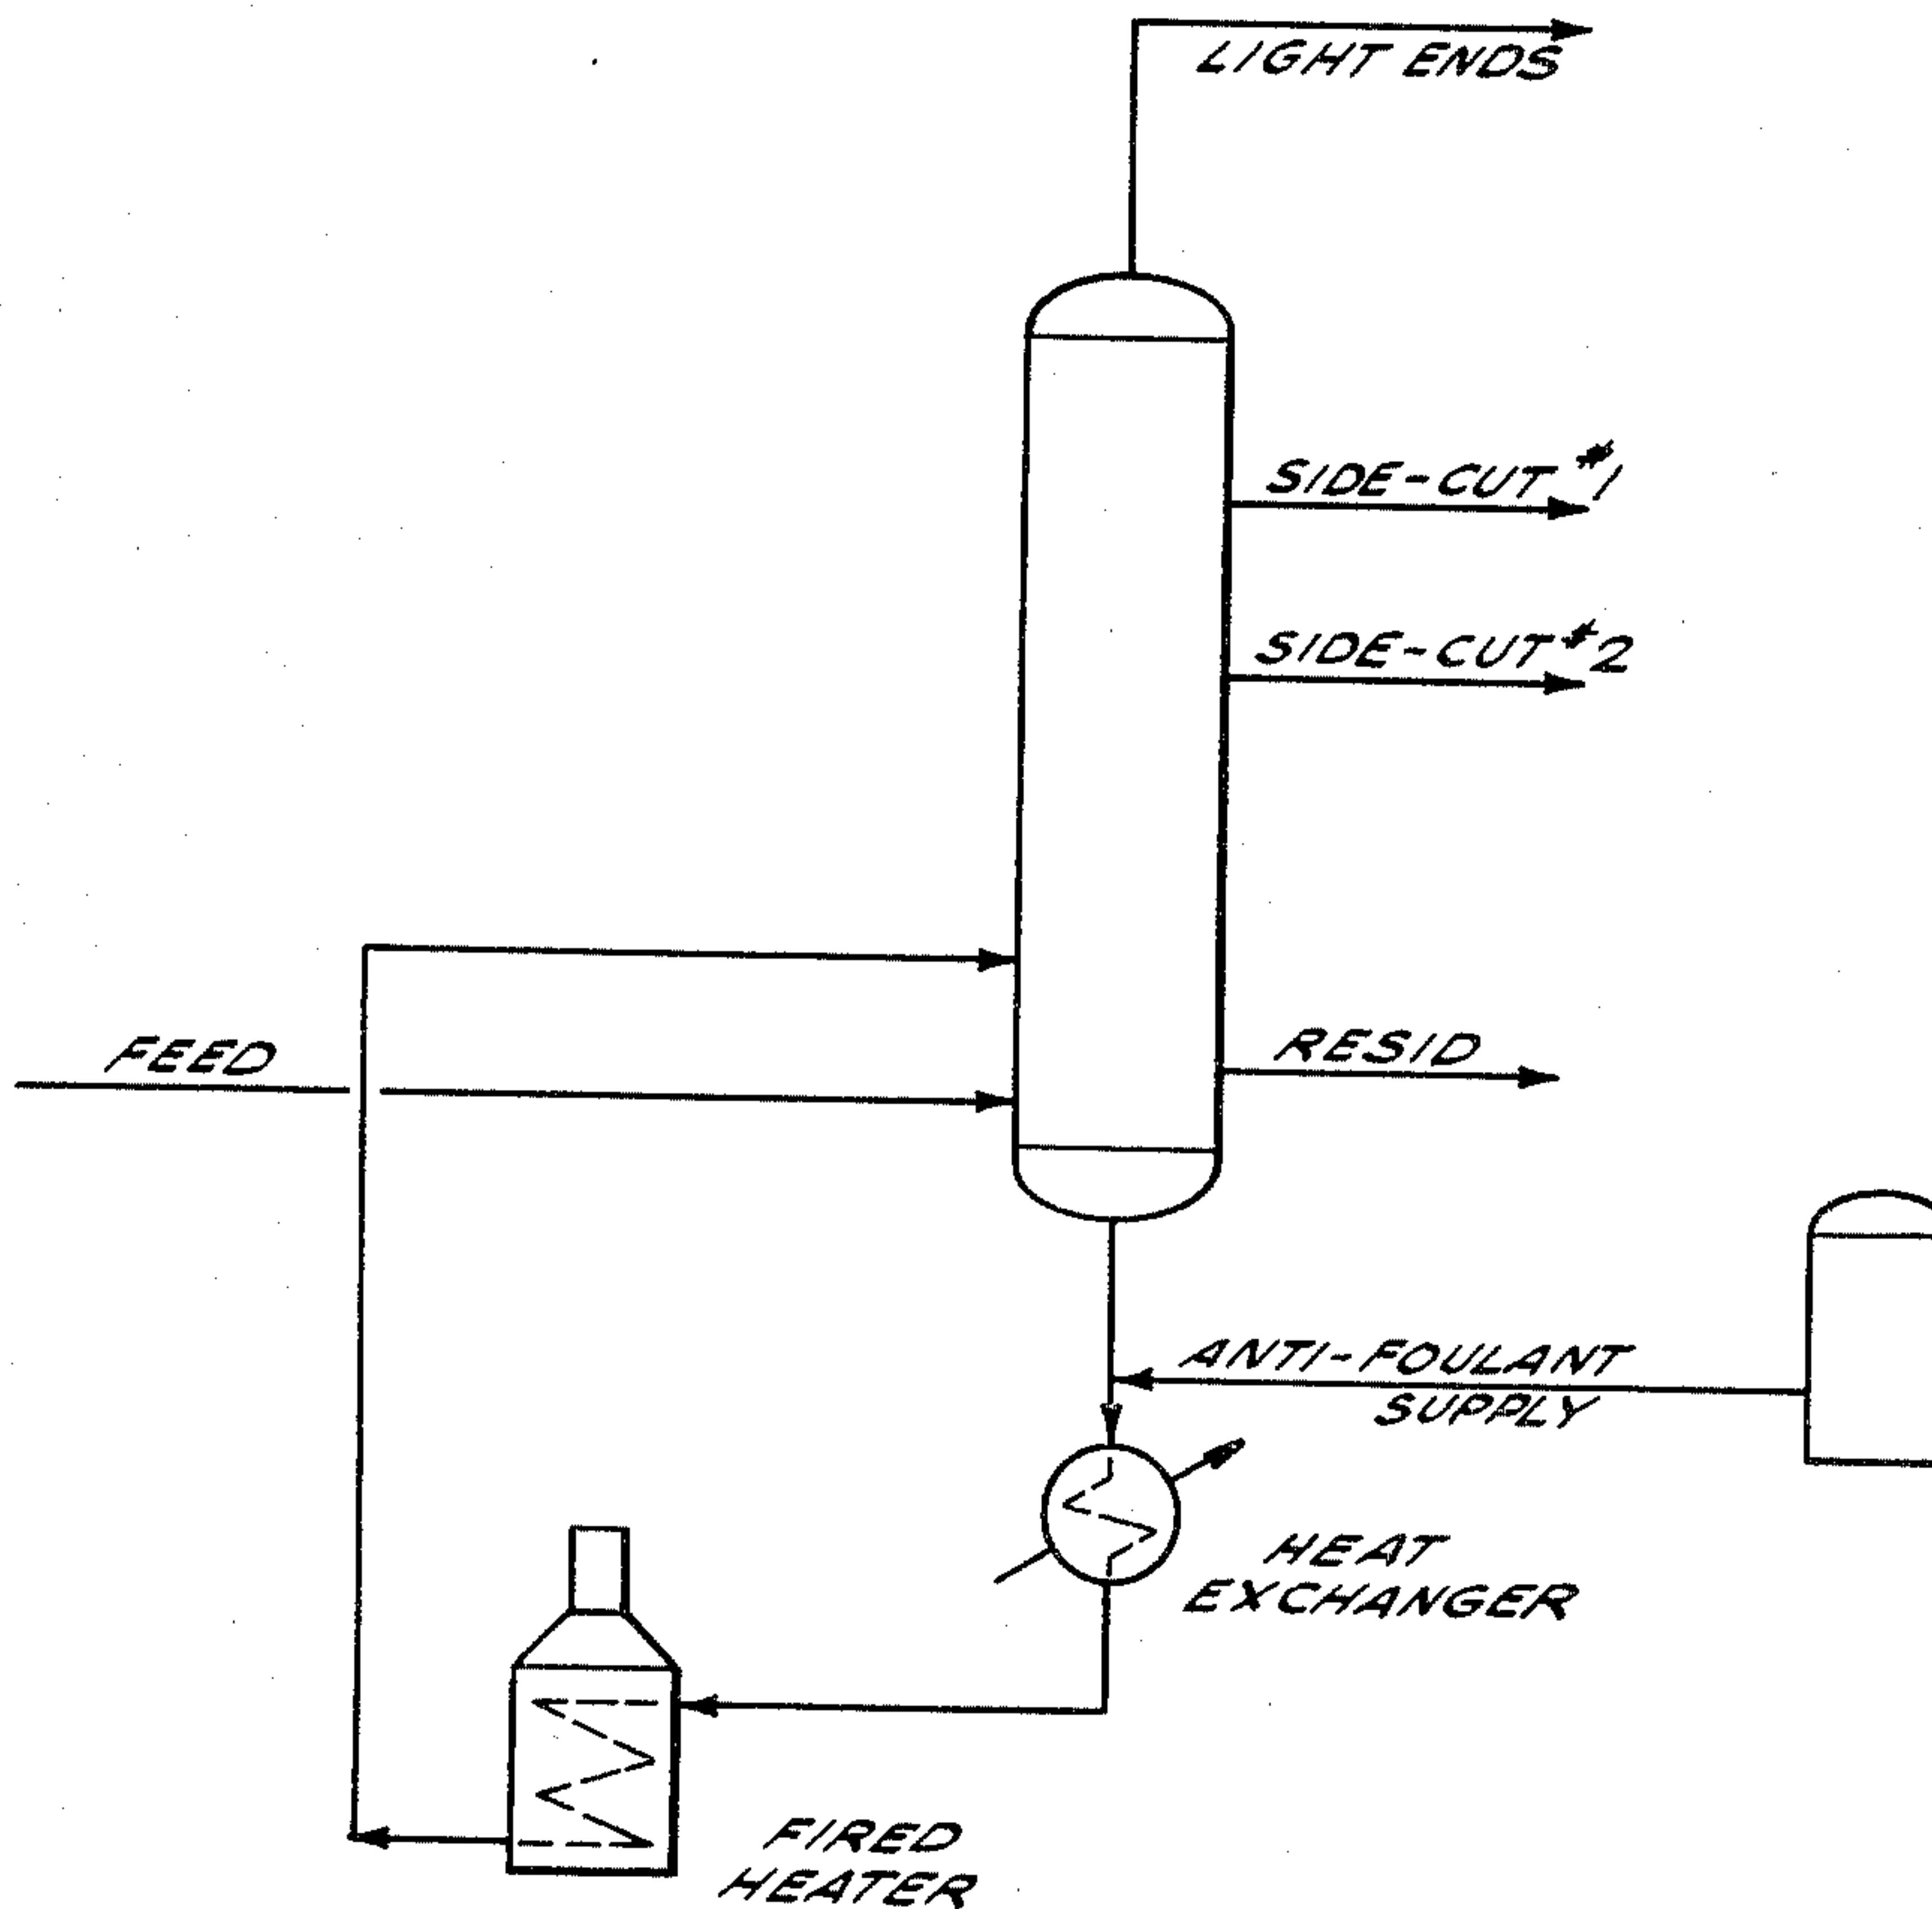 LIGHT ENDS
SIDE-CUT #1
SIDE-CUT #2
FEED
RESID
ANTI-FOULANT
SUPPLY
HEAT
EXCHANGER
FIRED
HEATER